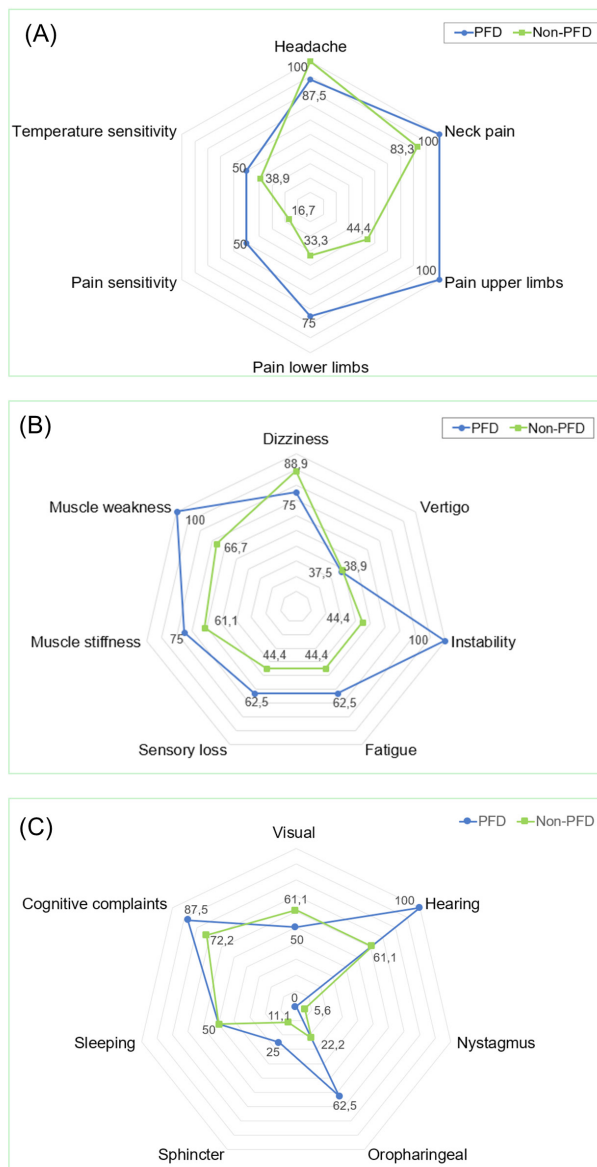 (A)
PFD Non-PFD
Headache
100
87,5
Temperature sensitivity
Neck pain
100
83,3
50
38,9
16,7
44,4
33,3
50
100
Pain sensitivity
Pain upper limbs
75
Pain lower limbs
(B)
PFD Non-PFD
Dizziness
88,9
75
Muscle weakness
Vertigo
100
66,7
37,5
38,9
61,1
44,4
Muscle stiffness
75
100
Instability
44,4
44,4
62,5
62,5
Sensory loss
Fatigue
(C)
PFD Non-PFD
Visual
Cognitive complaints
87,5
61,1
100
Hearing
72,2
50
61,1
0
5,6
11,1
Sleeping
50
22,2
Nystagmus
25
62,5
Sphincter
Oropharingeal